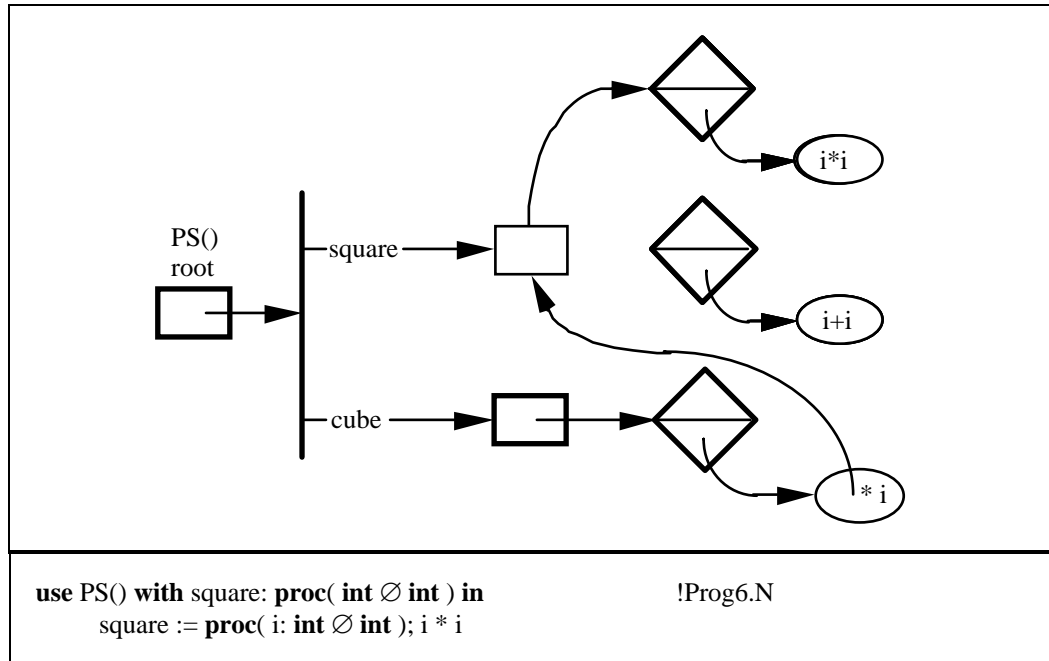 i*i
PS()
root
square
i+i
cube
* i
use PS() with square: proc( int ∅ int ) in !Prog6.N
square := proc( i: int ∅ int ); i * i